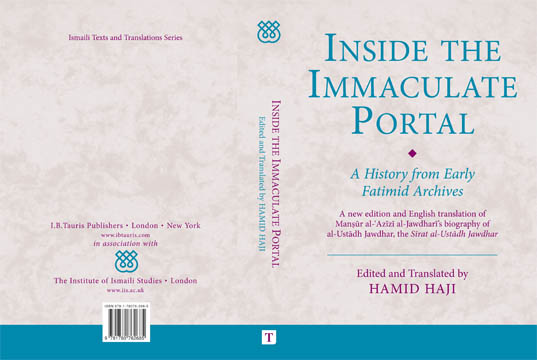 Ismaili Texts and Translations Series
I.B.Tauris Publishers • London • New York
www.ibtauris.com
in association with
The Institute of Ismaili Studies • London
www.iis.ac.uk
INSIDE THE IMMACULATE PORTAL
Edited and Translated by HAMID HAJI
T
INSIDE THE
IMMACULATE
PORTAL
A History from Early
Fatimid Archives
A new edition and English translation of
Manṣūr al-ʿAzīzī al-Jawdharī's biography of
al-Ustādh Jawdhar, the Sīrat al-Ustādh Jawdhar
Edited and Translated by
HAMID HAJI